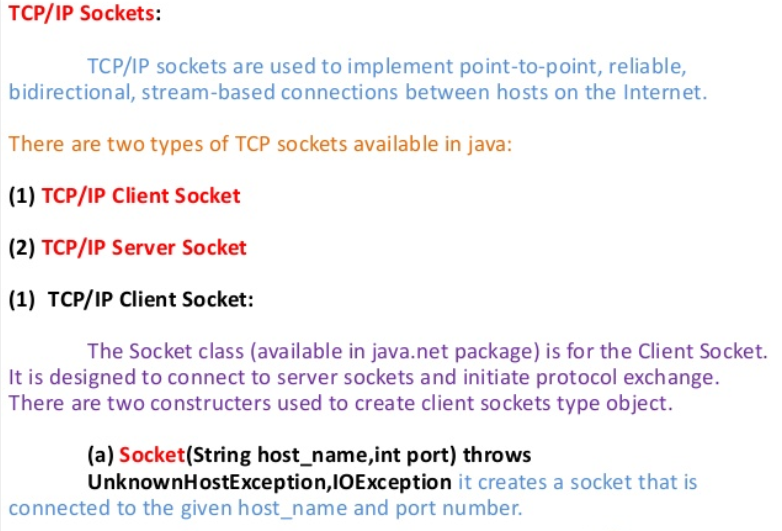 TCP/IP Sockets:
TCP/IP sockets are used to implement point-to-point, reliable,
bidirectional, stream-based connections between hosts on the Internet.
There are two types of TCP sockets available in java:
(1) TCP/IP Client Socket
(2) TCP/IP Server Socket
(1) TCP/IP Client Socket:
The Socket class (available in java.net package) is for the Client Socket.
It is designed to connect to server sockets and initiate protocol exchange.
There are two constructers used to create client sockets type object.
(a) Socket(String host_name,int port) throws
UnknownHostException,IOException it creates a socket that is
connected to the given host_name and port number.